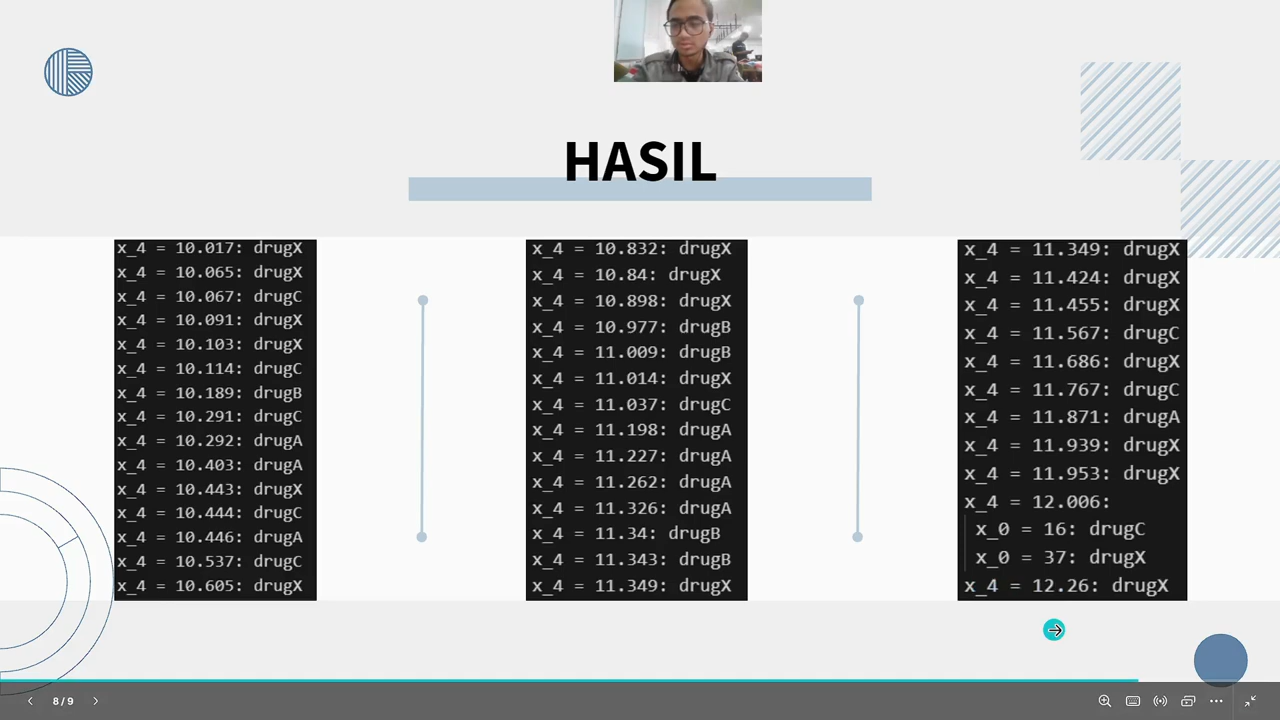 HASIL
x_4 = 10.017: drugX
x_4 = 10.065: drugX
x_4 = 10.067: drugC
x_4 = 10.091: drugX
x_4 = 10.103: drugX
x_4 = 10.114: drugC
x_4 = 10.189: drugB
x_4 = 10.291: drugC
x_4 = 10.292: drugA
x_4 = 10.403: drugA
x_4 = 10.443: drugX
x_4 = 10.444: drugC
x_4 = 10.446: drugA
x_4 = 10.537: drugC
x_4 = 10.605: drugX
x_4 = 10.832: drugX
x_4 = 10.84: drugX
x_4 = 10.898: drugX
x_4 = 10.977: drugB
x_4 = 11.009: drugB
x_4 = 11.014: drugX
x_4 = 11.037: drugC
x_4 = 11.198: drugA
x_4 = 11.227: drugA
x_4 = 11.262: drugA
x_4 = 11.326: drugA
x_4 = 11.34: drugB
x_4 = 11.343: drugB
x_4 = 11.349: drugX
x_4 = 11.349: drugX
x_4 = 11.424: drugX
x_4 = 11.455: drugX
x_4 = 11.567: drugC
x_4 = 11.686: drugX
x_4 = 11.767: drugC
x_4 = 11.871: drugA
x_4 = 11.939: drugX
x_4 = 11.953: drugX
x_4 = 12.006:
x_0 = 16: drugC
x_0 = 37: drugX
x_4 = 12.26: drugX
8 / 9